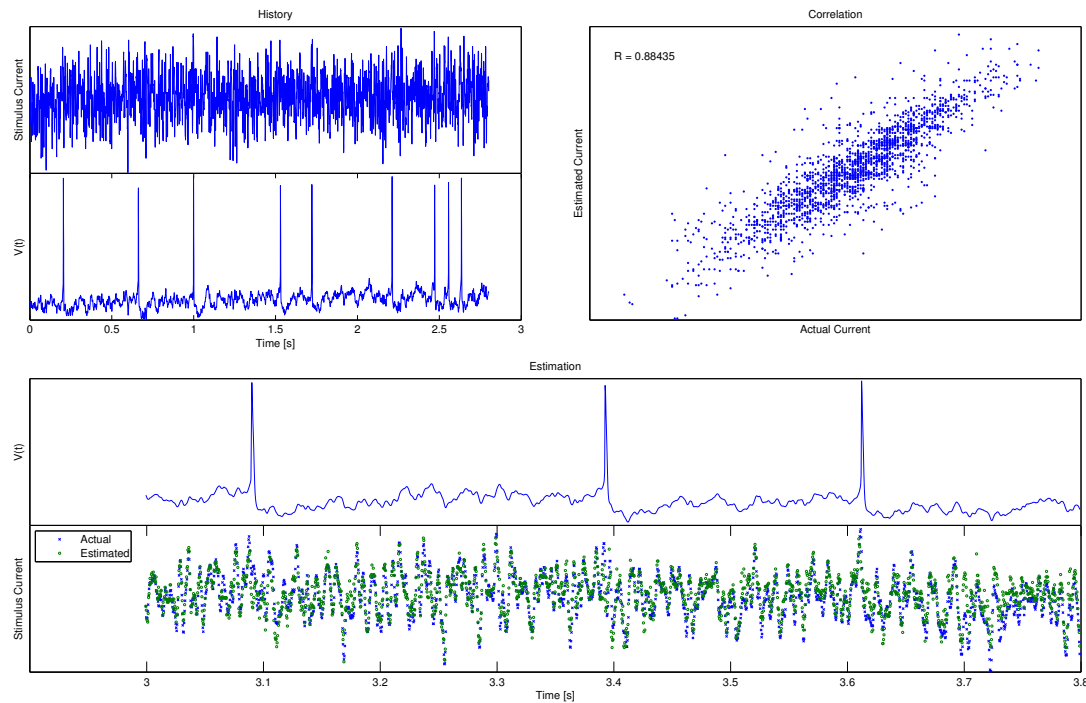 History
Stimulus Current
V(t)
0 0.5 1 1.5 2 2.5 3
Time [s]
Correlation
R = 0.88435
Estimated Current
Actual Current
Estimation
V(t)
Actual
Estimated
Stimulus Current
3 3.1 3.2 3.3 3.4 3.5 3.6 3.7 3.8
Time [s]